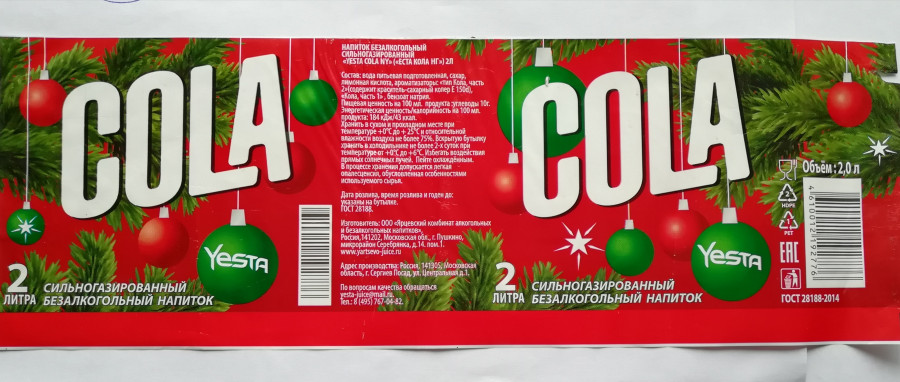 COLA
Yesta
2
ЛИТРА
СИЛЬНОГАЗИРОВАННЫЙ
БЕЗАЛКОГОЛЬНЫЙ НАПИТОК
НАПИТОК БЕЗАЛКОГОЛЬНЫЙ
СИЛЬНОГАЗИРОВАННЫЙ
«YESTA COLA NY» («ЕСТА КОЛА НГ») 2Л
Состав: вода питьевая подготовленная, сахар,
лимонная кислота, ароматизаторы: «тип Кола, часть
2»(содержит краситель-сахарный колер Е 150d),
«Кола, часть 1» , бензоат натрия.
Пищевая ценность на 100 мл. продукта: углеводы 10г.
Энергетическая ценность/калорийность на 100 мл.
продукта: 184 кДж/43 ккал.
Хранить в сухом и прохладном месте при
температуре +0°С до + 25°С и относительной
влажности воздуха не более 75%. Вскрытую бутылку
хранить в холодильнике не более 2-х суток при
температуре от +0°С до +6°С. Избегать воздействия
прямых солнечных лучей. Пейте охлажденным.
В процессе хранения допускается легкая
опалесценсия, обусловленная особенностями
используемого сырья.
Дата розлива, время розлива и годен до:
указаны на бутылке.
ГОСТ 28188.
Изготовитель: ООО «Ярцевский комбинат алкогольных
и безалкогольных напитков»,
Россия,141202, Московская обл., г. Пушкино,
микрорайон Серебрянка, д.14. пом.1.
www.yartsevo-juice.ru
Адрес производства: Россия, 141305, Московская
область, г. Сергиев Посад, ул. Центральная д.1.
По вопросам качества обращаться
yesta-juice@mail.ru.
Тел.: 8 (495) 767-04-82.
COLA
Yesta
2
ЛИТРА
СИЛЬНОГАЗИРОВАННЫЙ
БЕЗАЛКОГОЛЬНЫЙ НАПИТОК
Объём: 2,0 л
2
HDPE
1
PET
EAC
4610012192276
ГОСТ 28188-2014